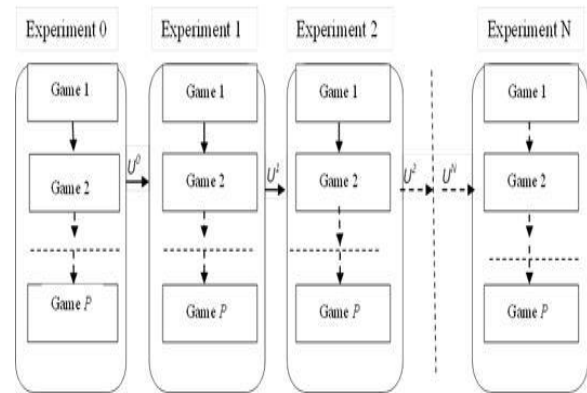 Experiment 0
Experiment 1
Experiment 2
Experiment N
Game 1
Game 1
Game 1
Game 1
U⁰
U¹
U²
Uᴺ
Game 2
Game 2
Game 2
Game 2
Game P
Game P
Game P
Game P